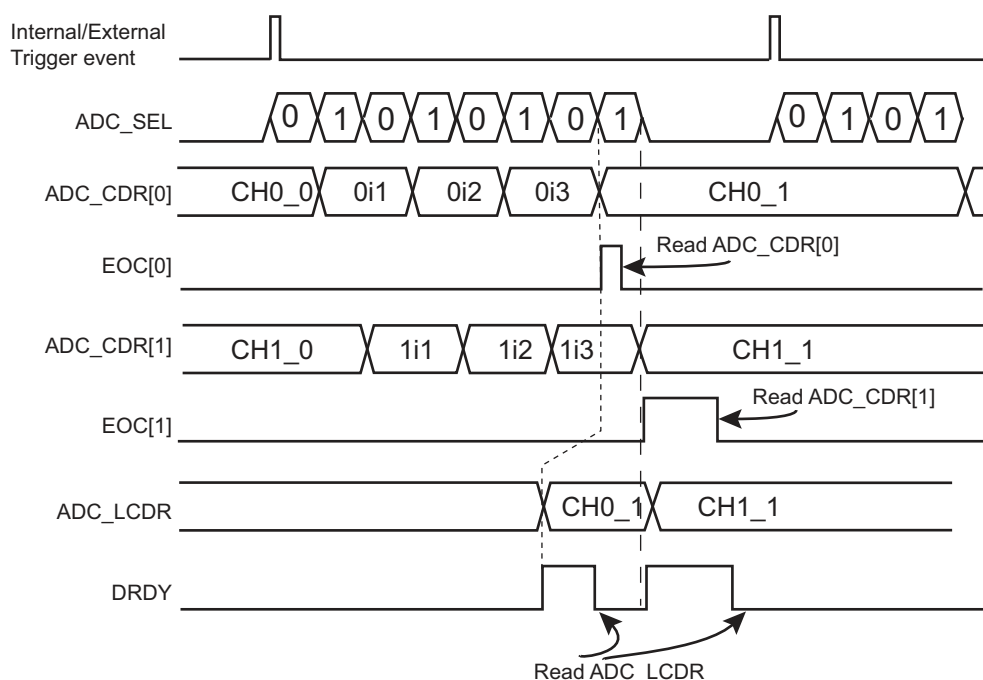 Internal/External
Trigger event
ADC_SEL
0 1 0 1 0 1 0 1 0 1 0 1
ADC_CDR[0]
CH0_0 0i1 0i2 0i3 CH0_1
Read ADC_CDR[0]
EOC[0]
ADC_CDR[1]
CH1_0 1i1 1i2 1i3 CH1_1
Read ADC_CDR[1]
EOC[1]
ADC_LCDR
CH0_1 CH1_1
DRDY
Read ADC_LCDR